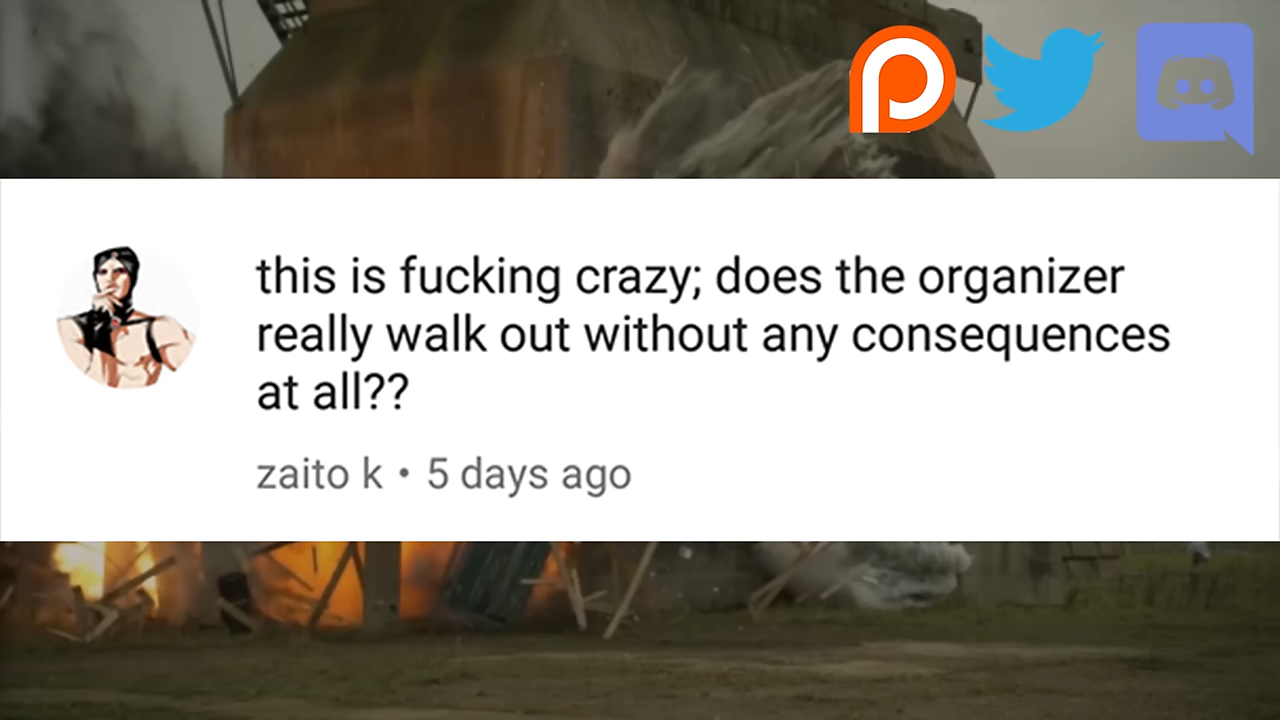 this is fucking crazy; does the organizer
really walk out without any consequences
at all??
zaito k • 5 days ago